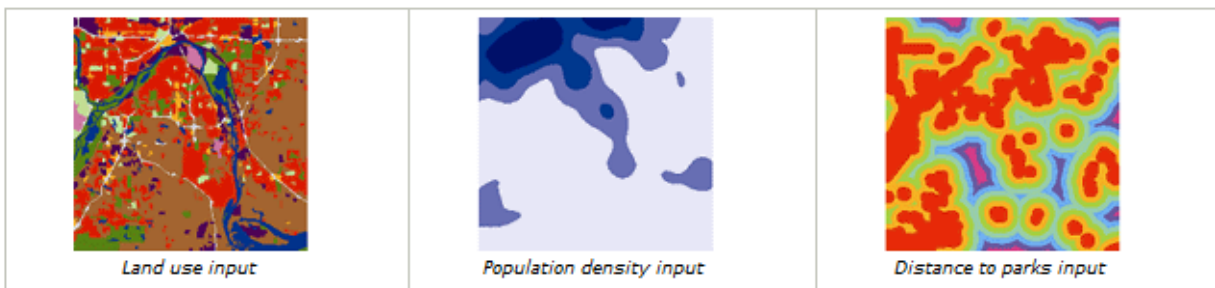 Land use input
Population density input
Distance to parks input